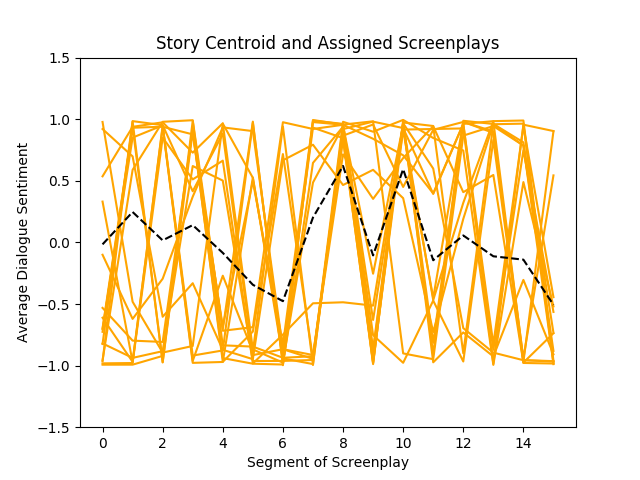 Story Centroid and Assigned Screenplays
1.5
1.0
0.5
0.0
−0.5
−1.0
−1.5
Average Dialogue Sentiment
0 2 4 6 8 10 12 14
Segment of Screenplay